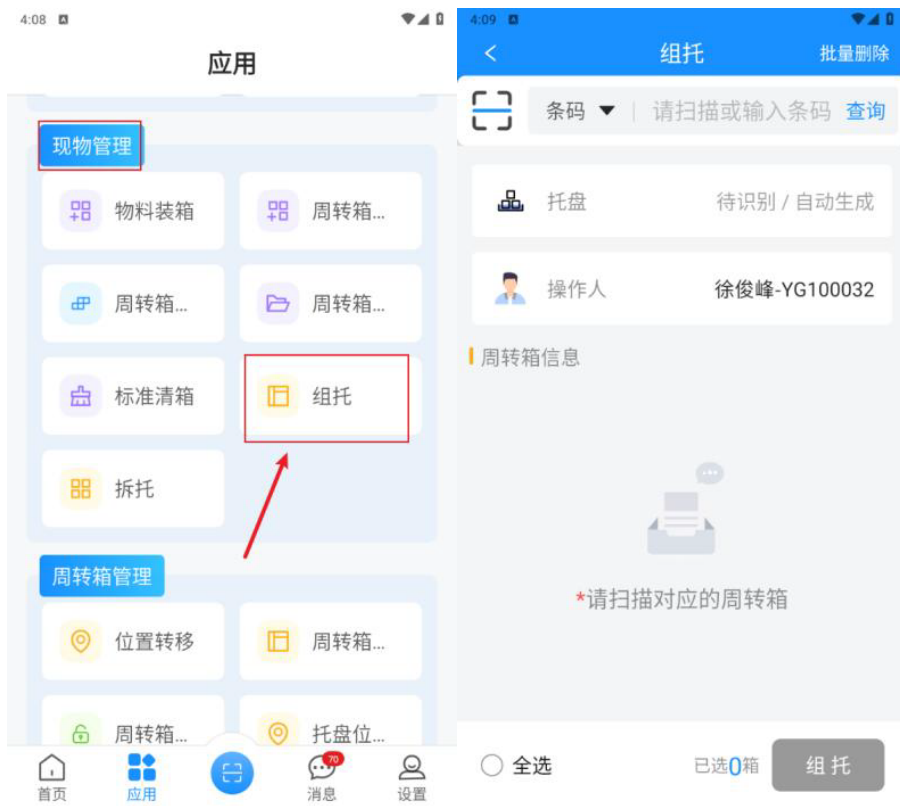 4:08
应用
现物管理
物料装箱
周转箱...
周转箱...
周转箱...
标准清箱
组托
拆托
周转箱管理
位置转移
周转箱...
周转箱...
托盘位...
首页
应用
70
消息
设置
4:09
组托
批量删除
条码
请扫描或输入条码
查询
托盘
待识别 / 自动生成
操作人
徐俊峰-YG100032
周转箱信息
*请扫描对应的周转箱
全选
已选0箱
组托